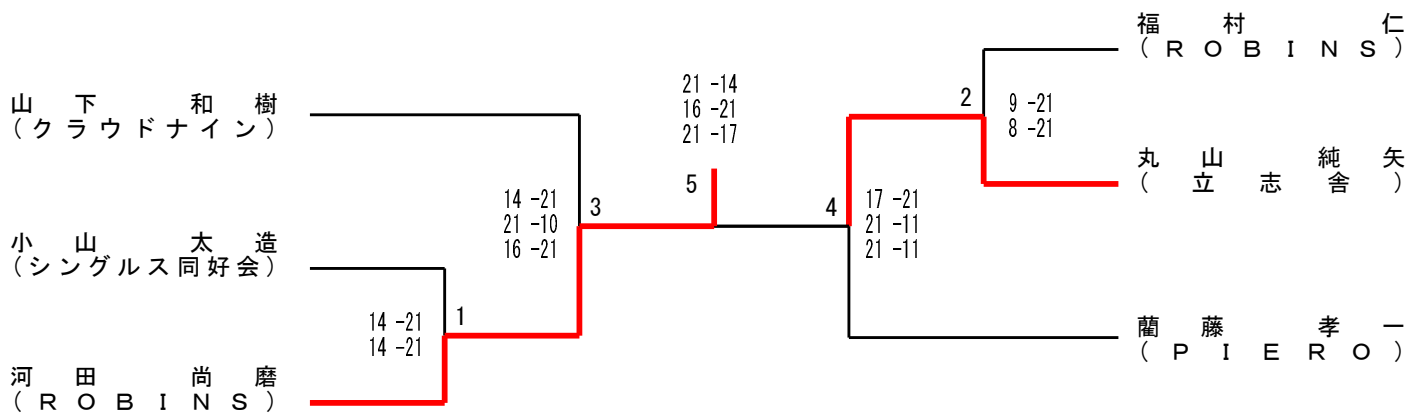 山下 和樹
(クラウドナイン)
小山 太造
(シングルス同好会)
河田 尚磨
(ROBINS)
14 -21
14 -21
1
14 -21
21 -10
16 -21
3
21 -14
16 -21
21 -17
5
4
17 -21
21 -11
21 -11
2
9 -21
8 -21
福村 仁
(ROBINS)
丸山 純矢
(立志舎)
藺藤 孝一
(PIERO)